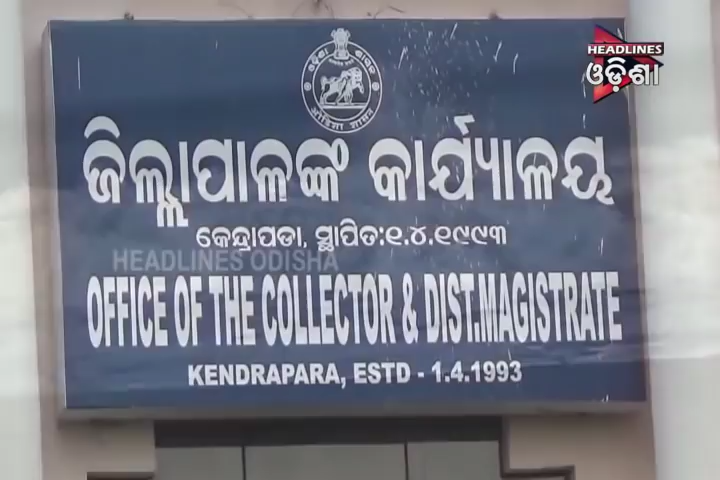 HEADLINES
ଓଡ଼ିଶା
ଜିଲ୍ଲାପାଳଙ୍କ କାର୍ଯ୍ୟାଳୟ
କେନ୍ଦ୍ରାପଡା, ସ୍ଥାପିତ:୧.୪.୧୯୯୩
HEADLINES ODISHA
OFFICE OF THE COLLECTOR & DIST.MAGISTRATE
KENDRAPARA, ESTD - 1.4.1993